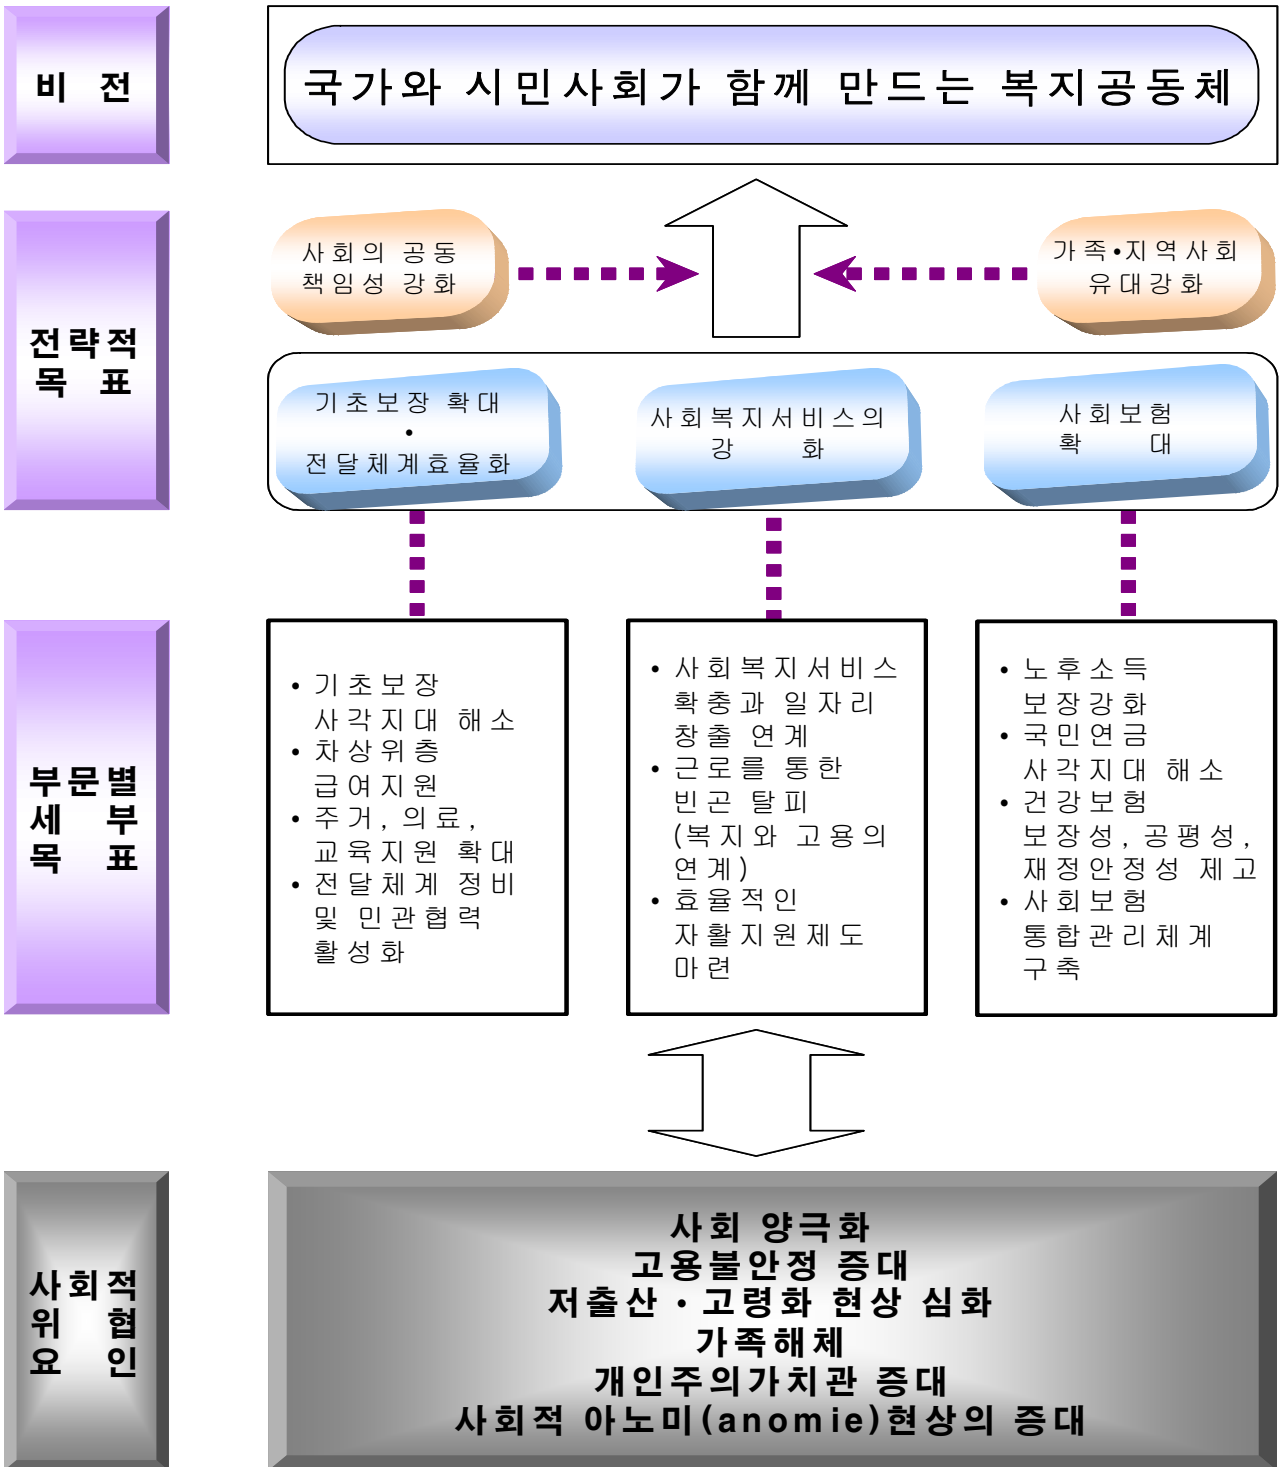 비 전
국가와 시민사회가 함께 만드는 복지공동체
전략적
목 표
사회의 공동
책임성 강화
가족•지역사회
유대강화
기초보장 확대
•
전달체계효율화
사회복지서비스의
강 화
사회보험
확 대
부문별
세 부
목 표
• 기초보장
사각지대 해소
• 차상위층
급여지원
• 주거, 의료,
교육지원 확대
• 전달체계 정비
및 민관협력
활성화
• 사회복지서비스
확충과 일자리
창출 연계
• 근로를 통한
빈곤 탈피
(복지와 고용의
연계)
• 효율적인
자활지원제도
마련
• 노후소득
보장강화
• 국민연금
사각지대 해소
• 건강보험
보장성, 공평성,
재정안정성 제고
• 사회보험
통합관리체계
구축
사회적
위 협
요 인
사회 양극화
고용불안정 증대
저출산・고령화 현상 심화
가족해체
개인주의가치관 증대
사회적 아노미(anomie)현상의 증대